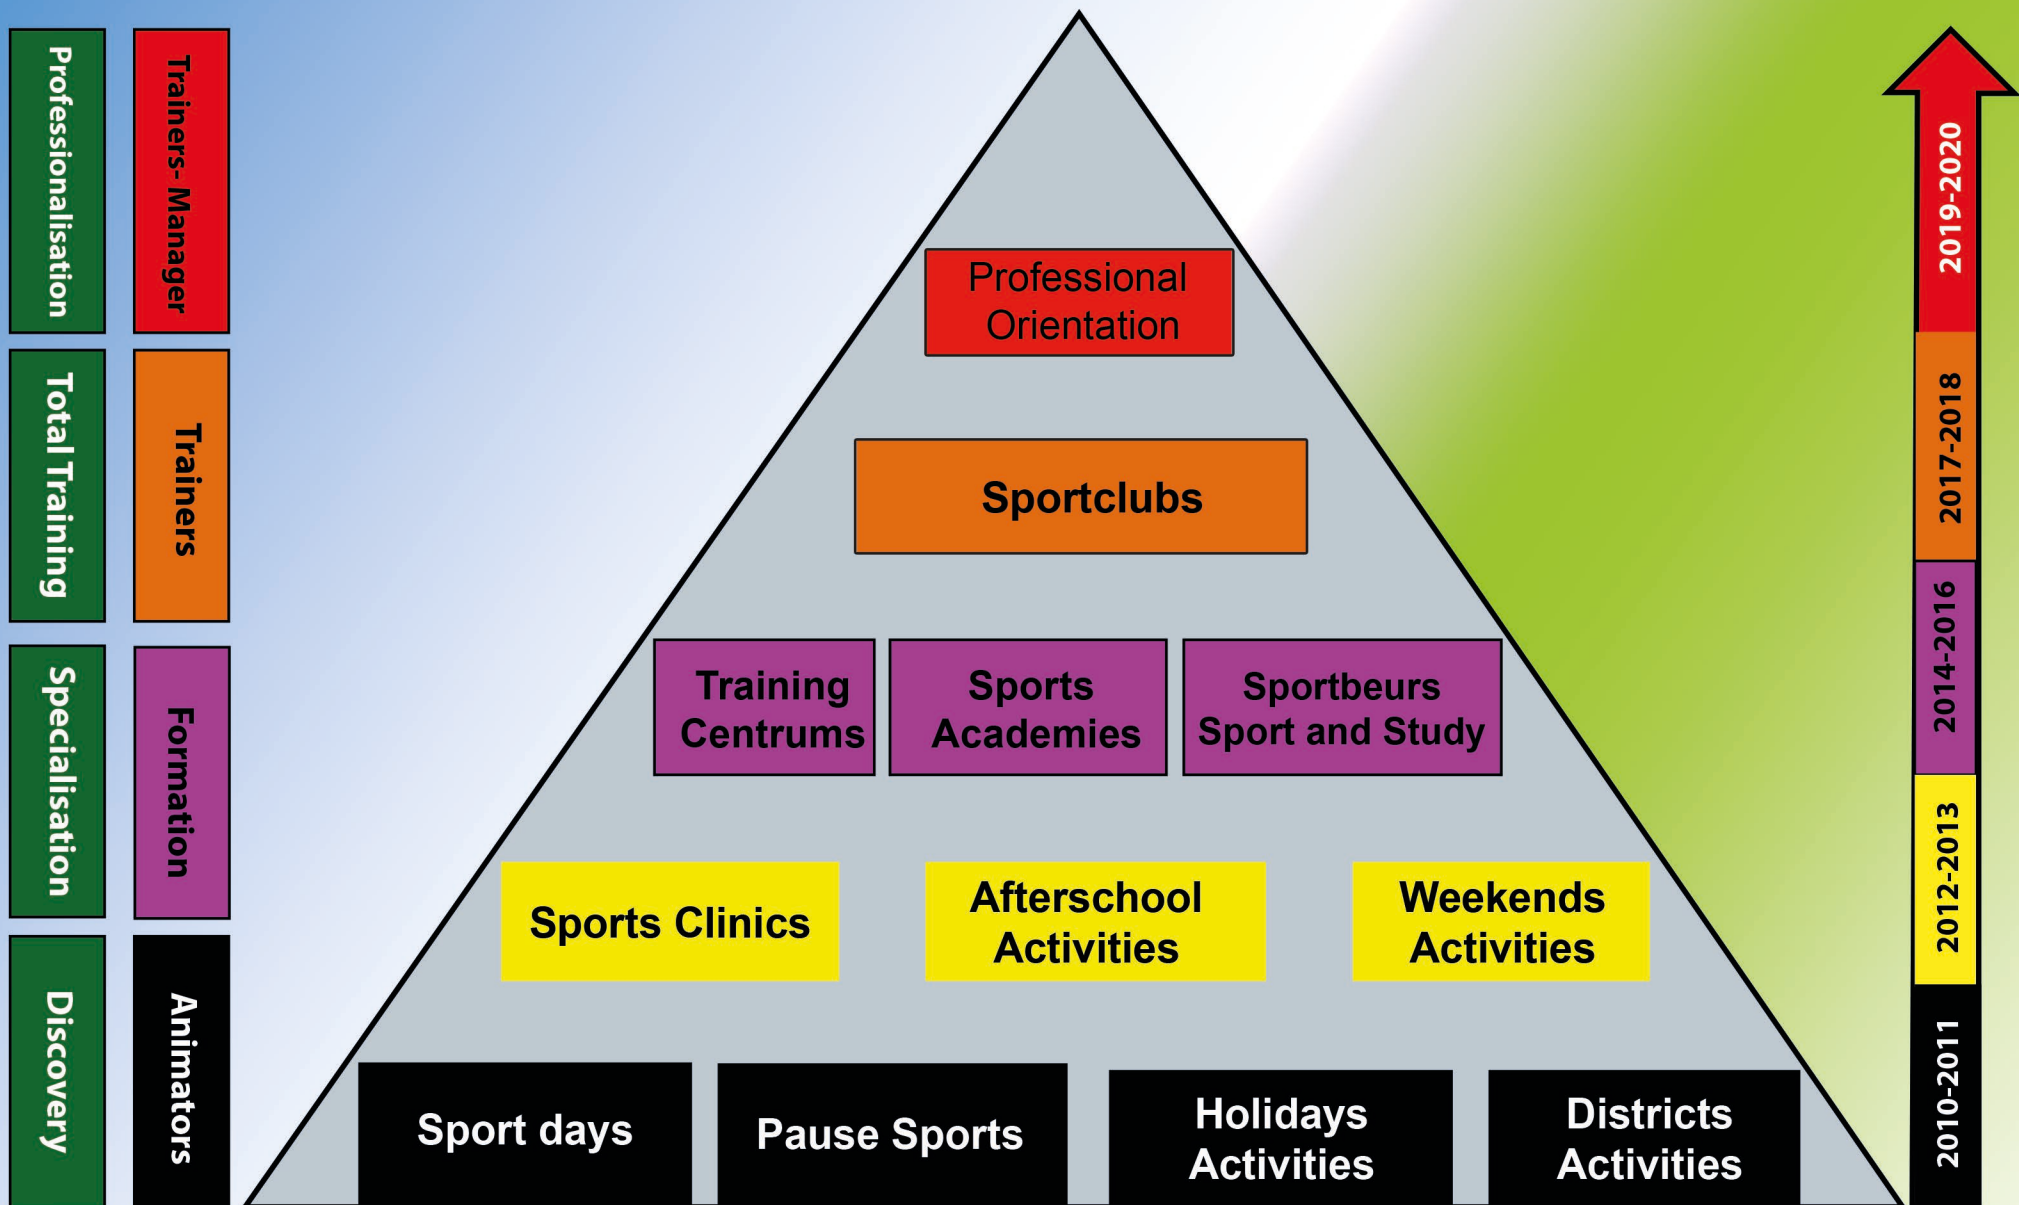 Professionalisation
Total Training
Specialisation
Discovery
Trainers- Manager
Trainers
Formation
Animators
Professional
Orientation
Sportclubs
Training
Centrums
Sports
Academies
Sportbeurs
Sport and Study
Sports Clinics
Afterschool
Activities
Weekends
Activities
Sport days
Pause Sports
Holidays
Activities
Districts
Activities
2019-2020
2017-2018
2014-2016
2012-2013
2010-2011